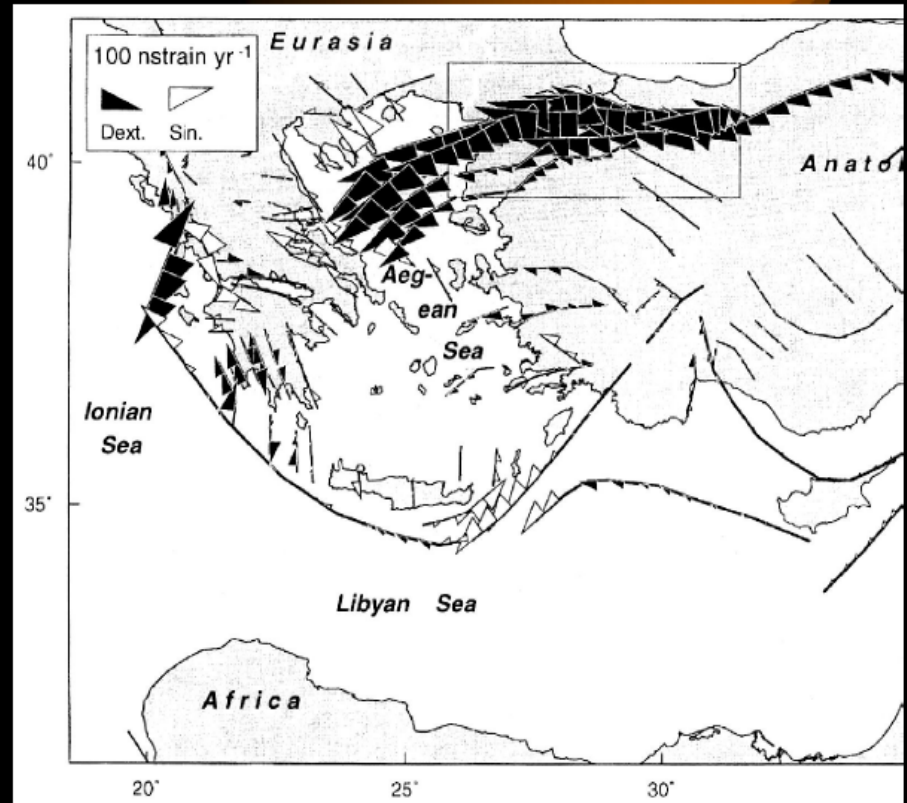 Eurasia
100 nstrain yr⁻¹
Dext. Sin.
40°
Anatol
Aeg-
ean
Sea
Ionian
Sea
35°
Libyan Sea
Africa
20° 25° 30°